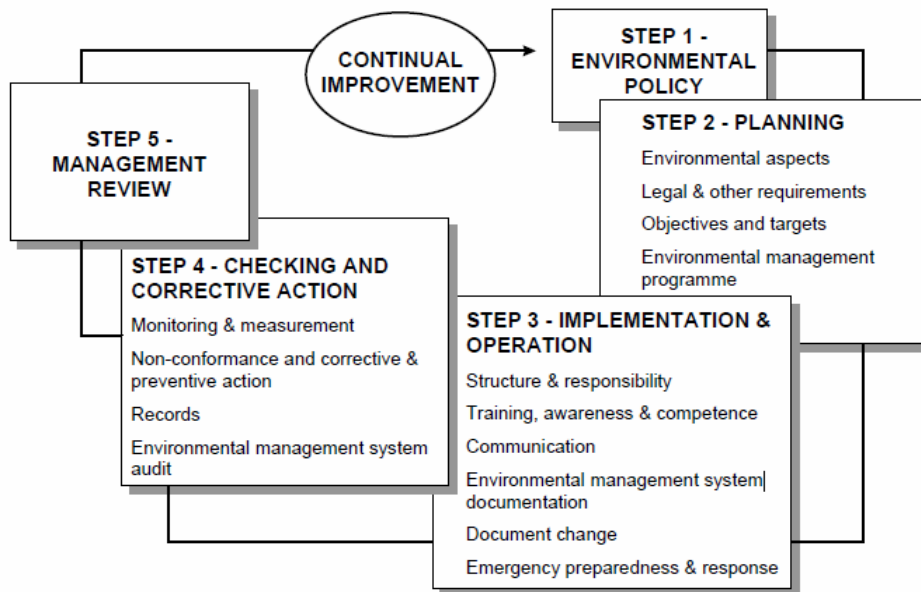 CONTINUAL
IMPROVEMENT
STEP 1 -
ENVIRONMENTAL
POLICY
STEP 2 - PLANNING
Environmental aspects
Legal & other requirements
Objectives and targets
Environmental management
programme
STEP 3 - IMPLEMENTATION &
OPERATION
Structure & responsibility
Training, awareness & competence
Communication
Environmental management system
documentation
Document change
Emergency preparedness & response
STEP 4 - CHECKING AND
CORRECTIVE ACTION
Monitoring & measurement
Non-conformance and corrective &
preventive action
Records
Environmental management system
audit
STEP 5 -
MANAGEMENT
REVIEW